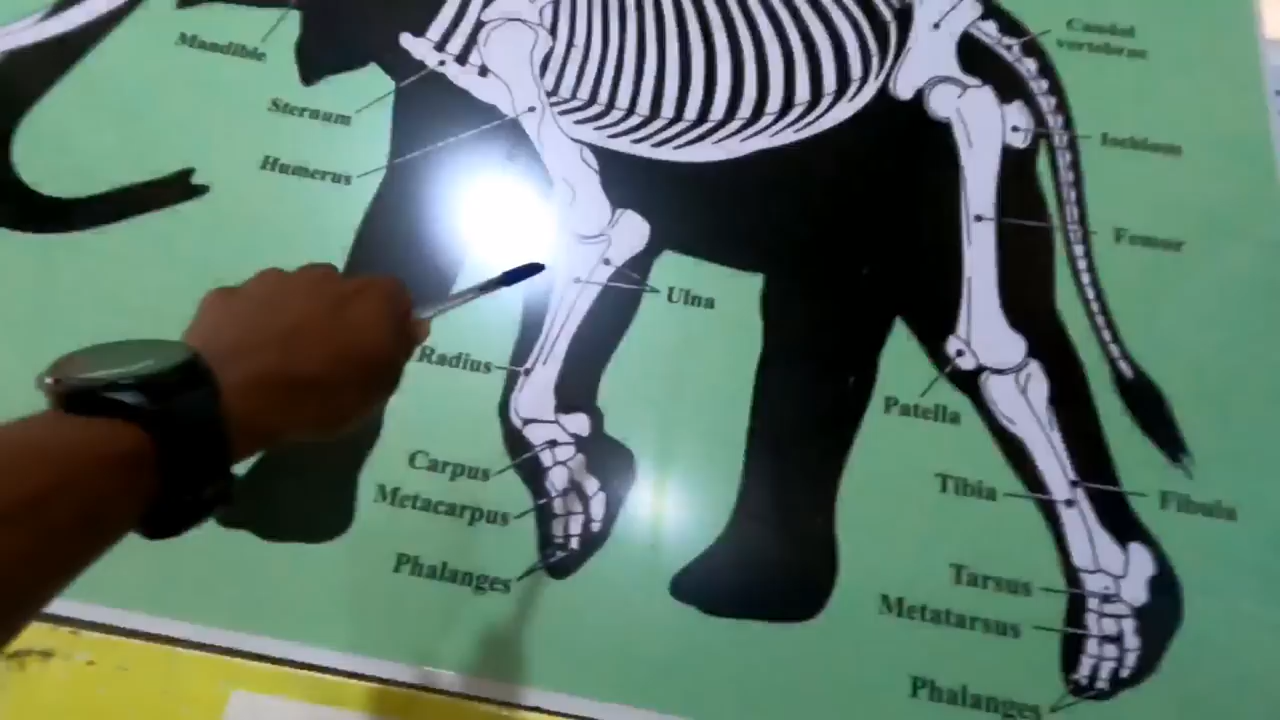 Mandible
Sternum
Humerus
Radius
Ulna
Carpus
Metacarpus
Phalanges
Caudal
vertebrae
Ischium
Femur
Patella
Tibia
Fibula
Tarsus
Metatarsus
Phalanges